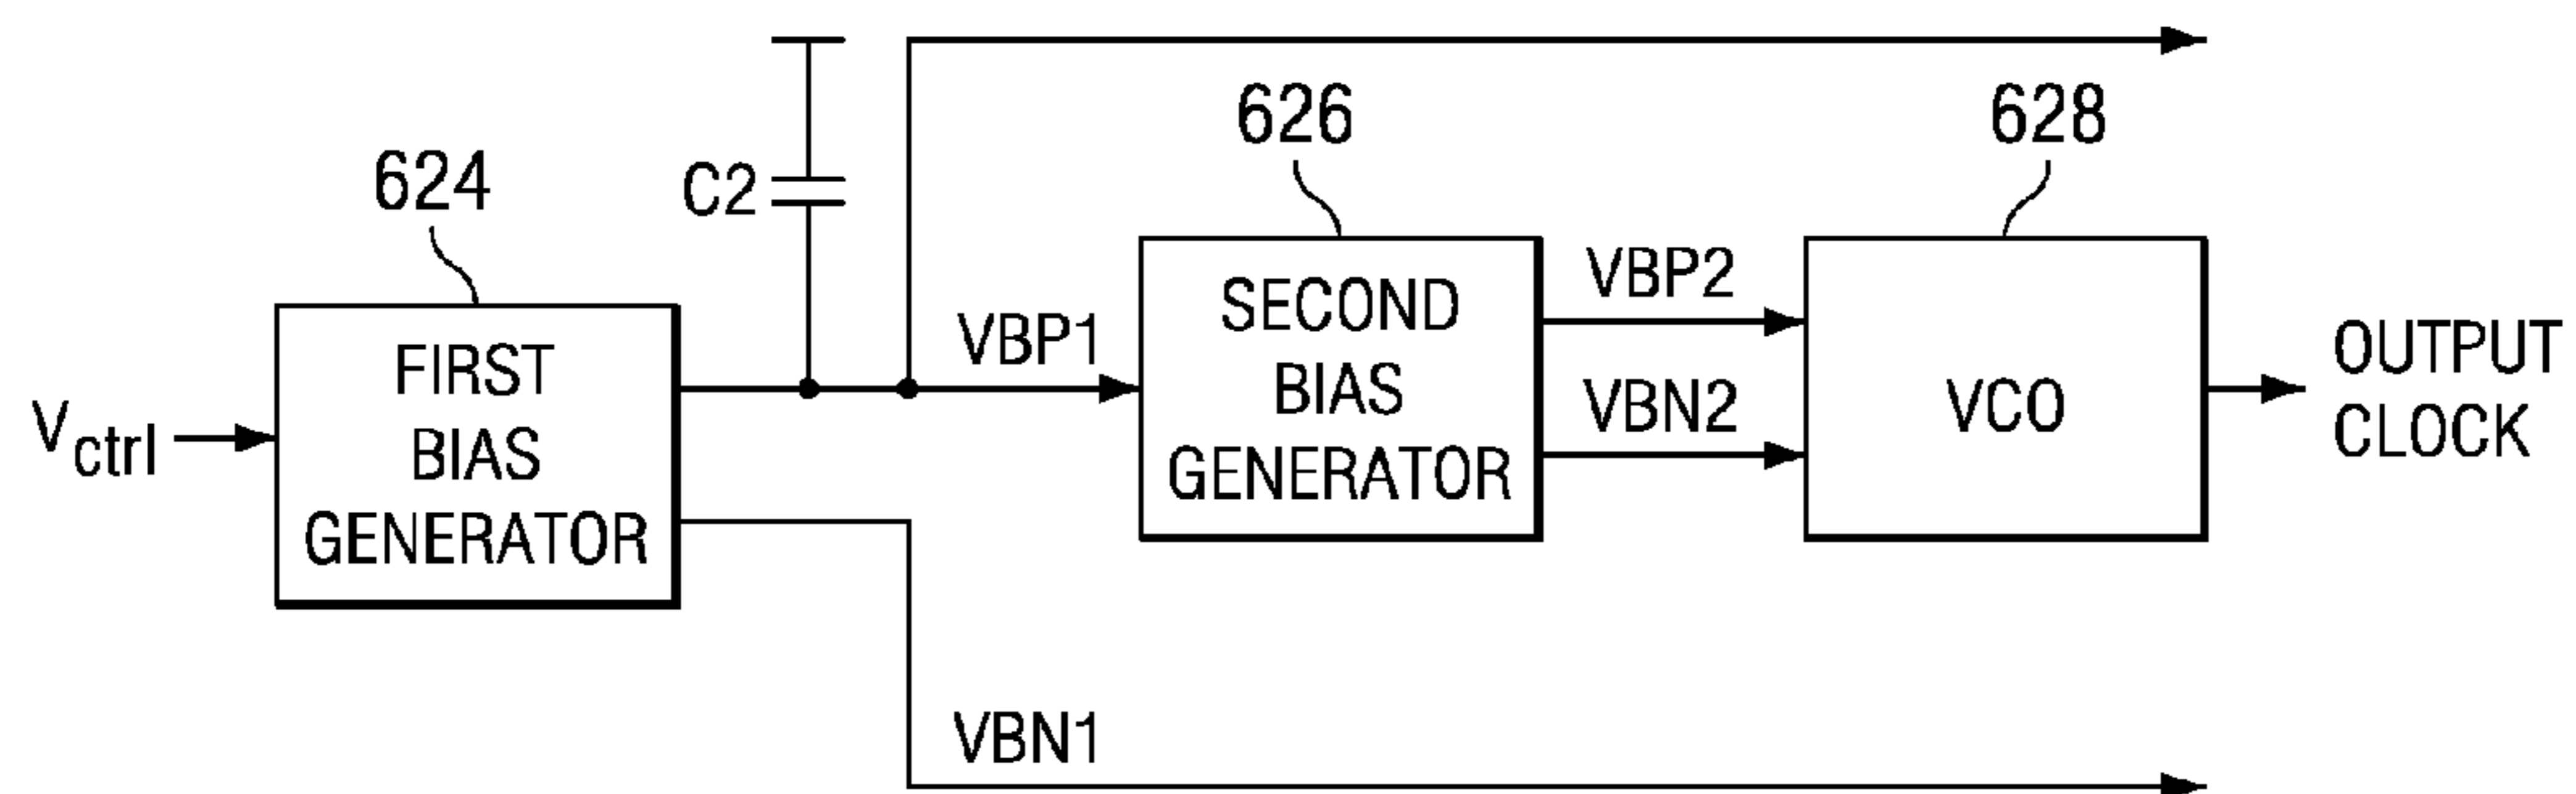 626
628
624
C2
VBP1
SECOND
BIAS
GENERATOR
VBP2
VBN2
VCO
OUTPUT
CLOCK
Vctrl
FIRST
BIAS
GENERATOR
VBN1